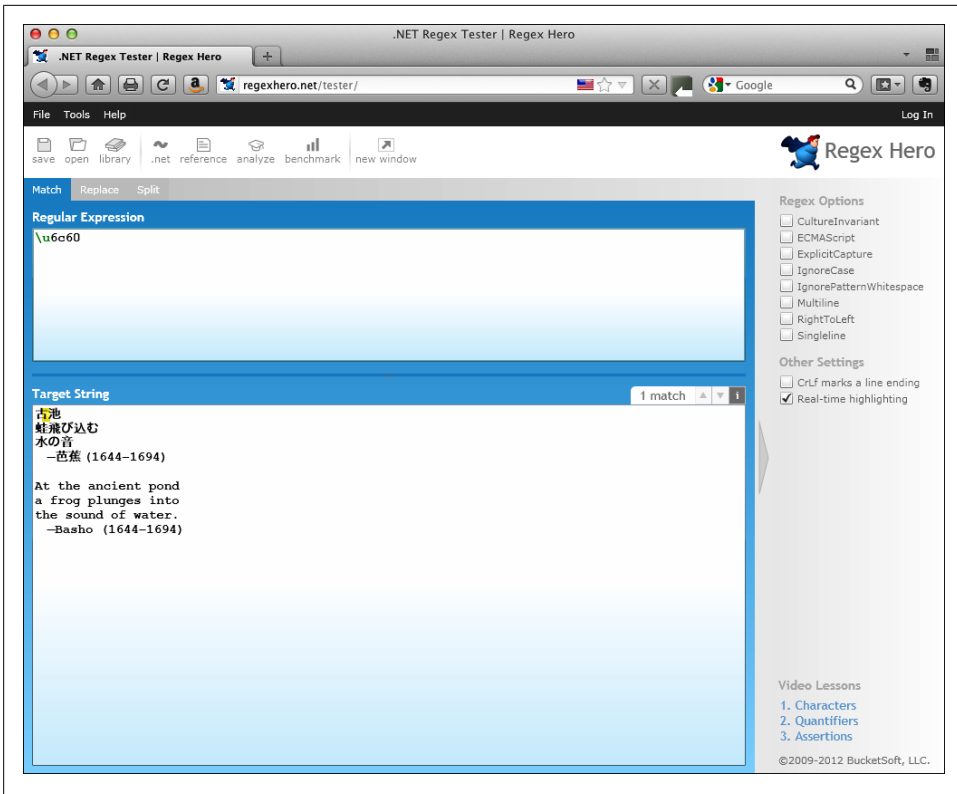 .NET Regex Tester | Regex Hero
.NET Regex Tester | Regex Hero
regexhero.net/tester/
Google
File Tools Help
Log In
save open library .net reference analyze benchmark new window
Regex Hero
Match Replace Split
Regular Expression
\u6c60
Target String
1 match
古池
蛙飛び込む
水の音
—芭蕉 (1644–1694)
At the ancient pond
a frog plunges into
the sound of water.
—Basho (1644–1694)
Regex Options
CultureInvariant
ECMAScript
ExplicitCapture
IgnoreCase
IgnorePatternWhitespace
Multiline
RightToLeft
Singleline
Other Settings
CrLf marks a line ending
Real-time highlighting
Video Lessons
1. Characters
2. Quantifiers
3. Assertions
©2009-2012 BucketSoft, LLC.